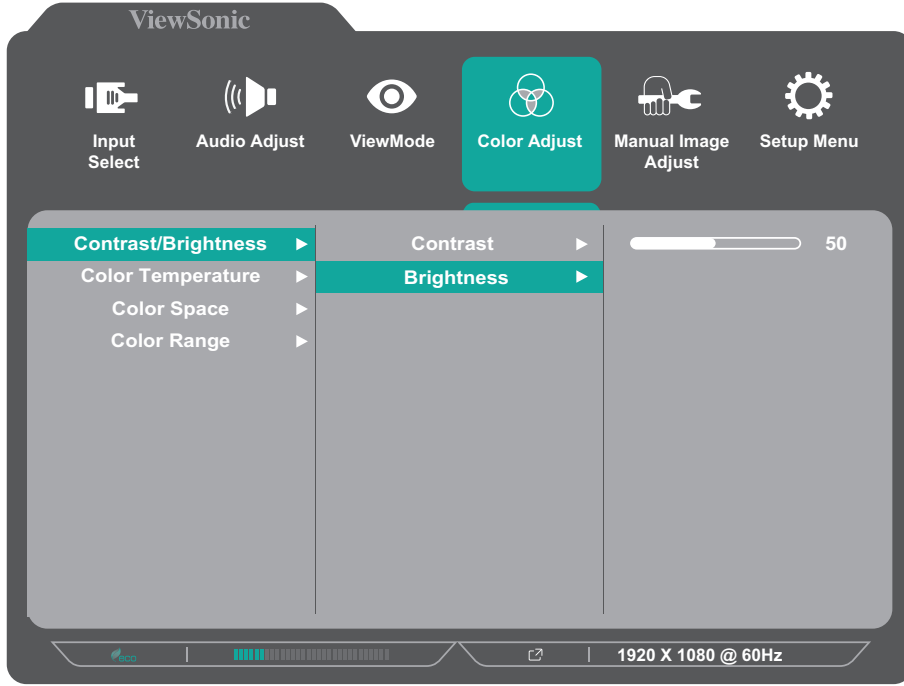 ViewSonic
Input
Select
Audio Adjust
ViewMode
Color Adjust
Manual Image
Adjust
Setup Menu
Contrast/Brightness
Contrast
50
Color Temperature
Brightness
Color Space
Color Range
eco
1920 X 1080 @ 60Hz